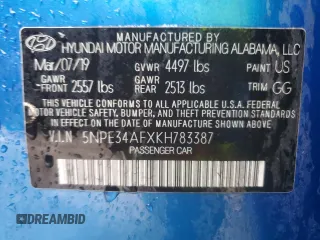 HYUNDAI MOTOR MANUFACTURING ALABAMA, LLC
Mar/07/19 GVWR 4497 lbs PAINT US
GAWR FRONT 2557 lbs GAWR REAR 2513 lbs TRIM GG
THIS VEHICLE CONFORMS TO ALL APPLICABLE
FEDERAL MOTOR VEHICLE SAFETY, BUMPER,
AND THEFT PREVENTION STANDARDS IN EFFECT
ON THE DATE OF MANUFACTURE SHOWN ABOVE.
V.I.N 5NPE34AFXKH783387
PASSENGER CAR
DREAMBID